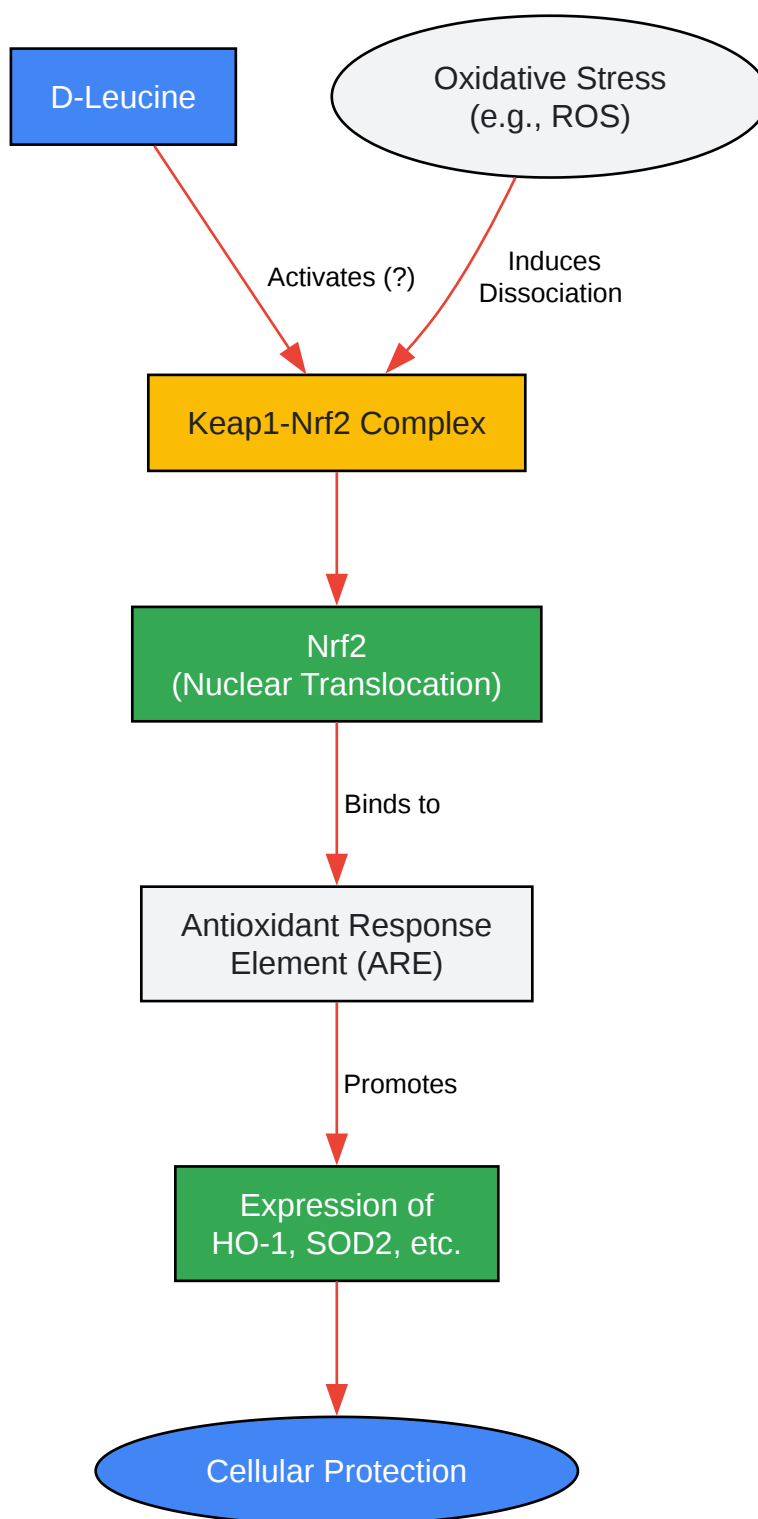 D-Leucine
Oxidative Stress
(e.g., ROS)
Activates (?)
Induces
Dissociation
Keap1-Nrf2 Complex
Nrf2
(Nuclear Translocation)
Binds to
Antioxidant Response
Element (ARE)
Promotes
Expression of
HO-1, SOD2, etc.
Cellular Protection